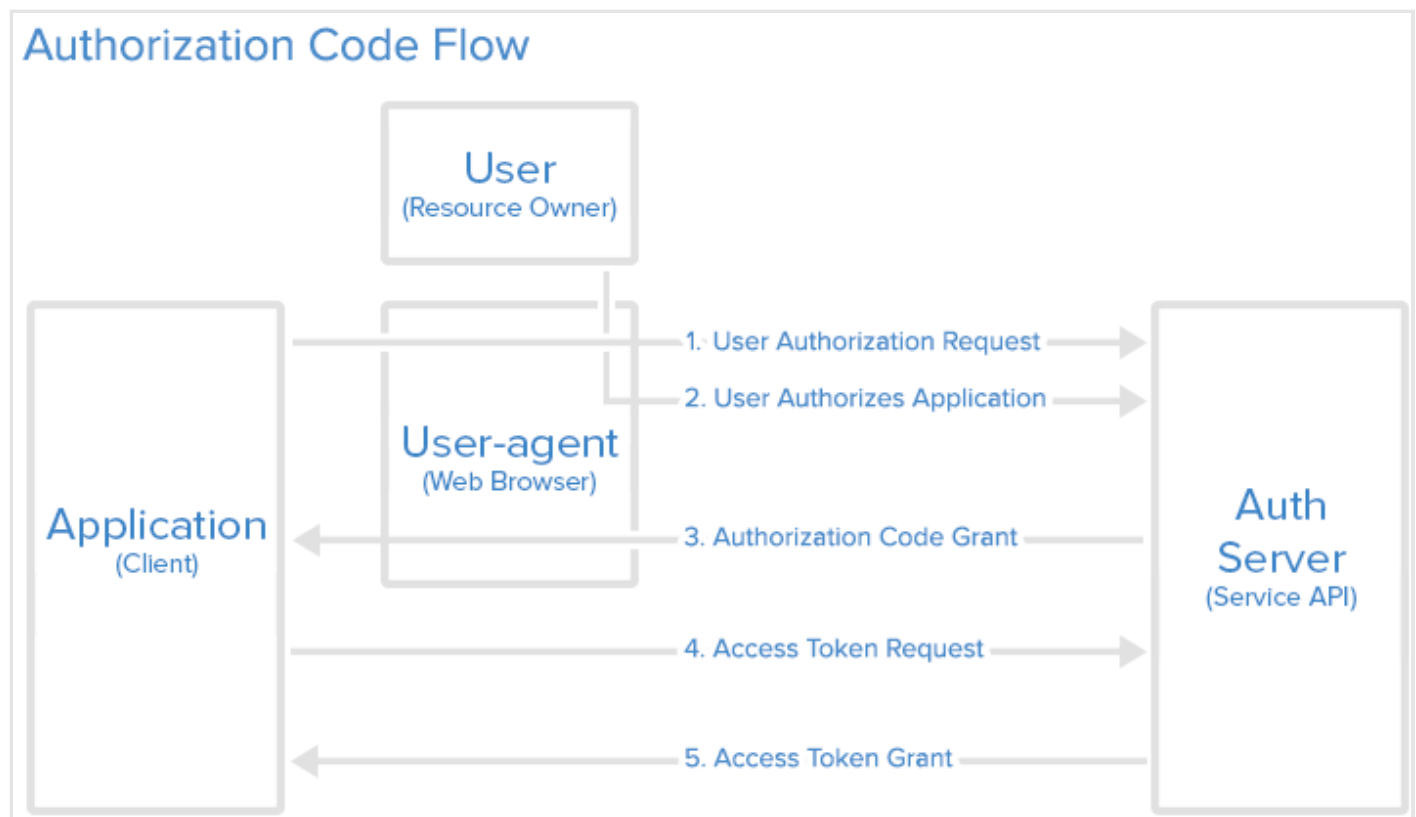 Authorization Code Flow
User
(Resource Owner)
1. User Authorization Request
2. User Authorizes Application
User-agent
(Web Browser)
Application
(Client)
3. Authorization Code Grant
Auth
Server
(Service API)
4. Access Token Request
5. Access Token Grant